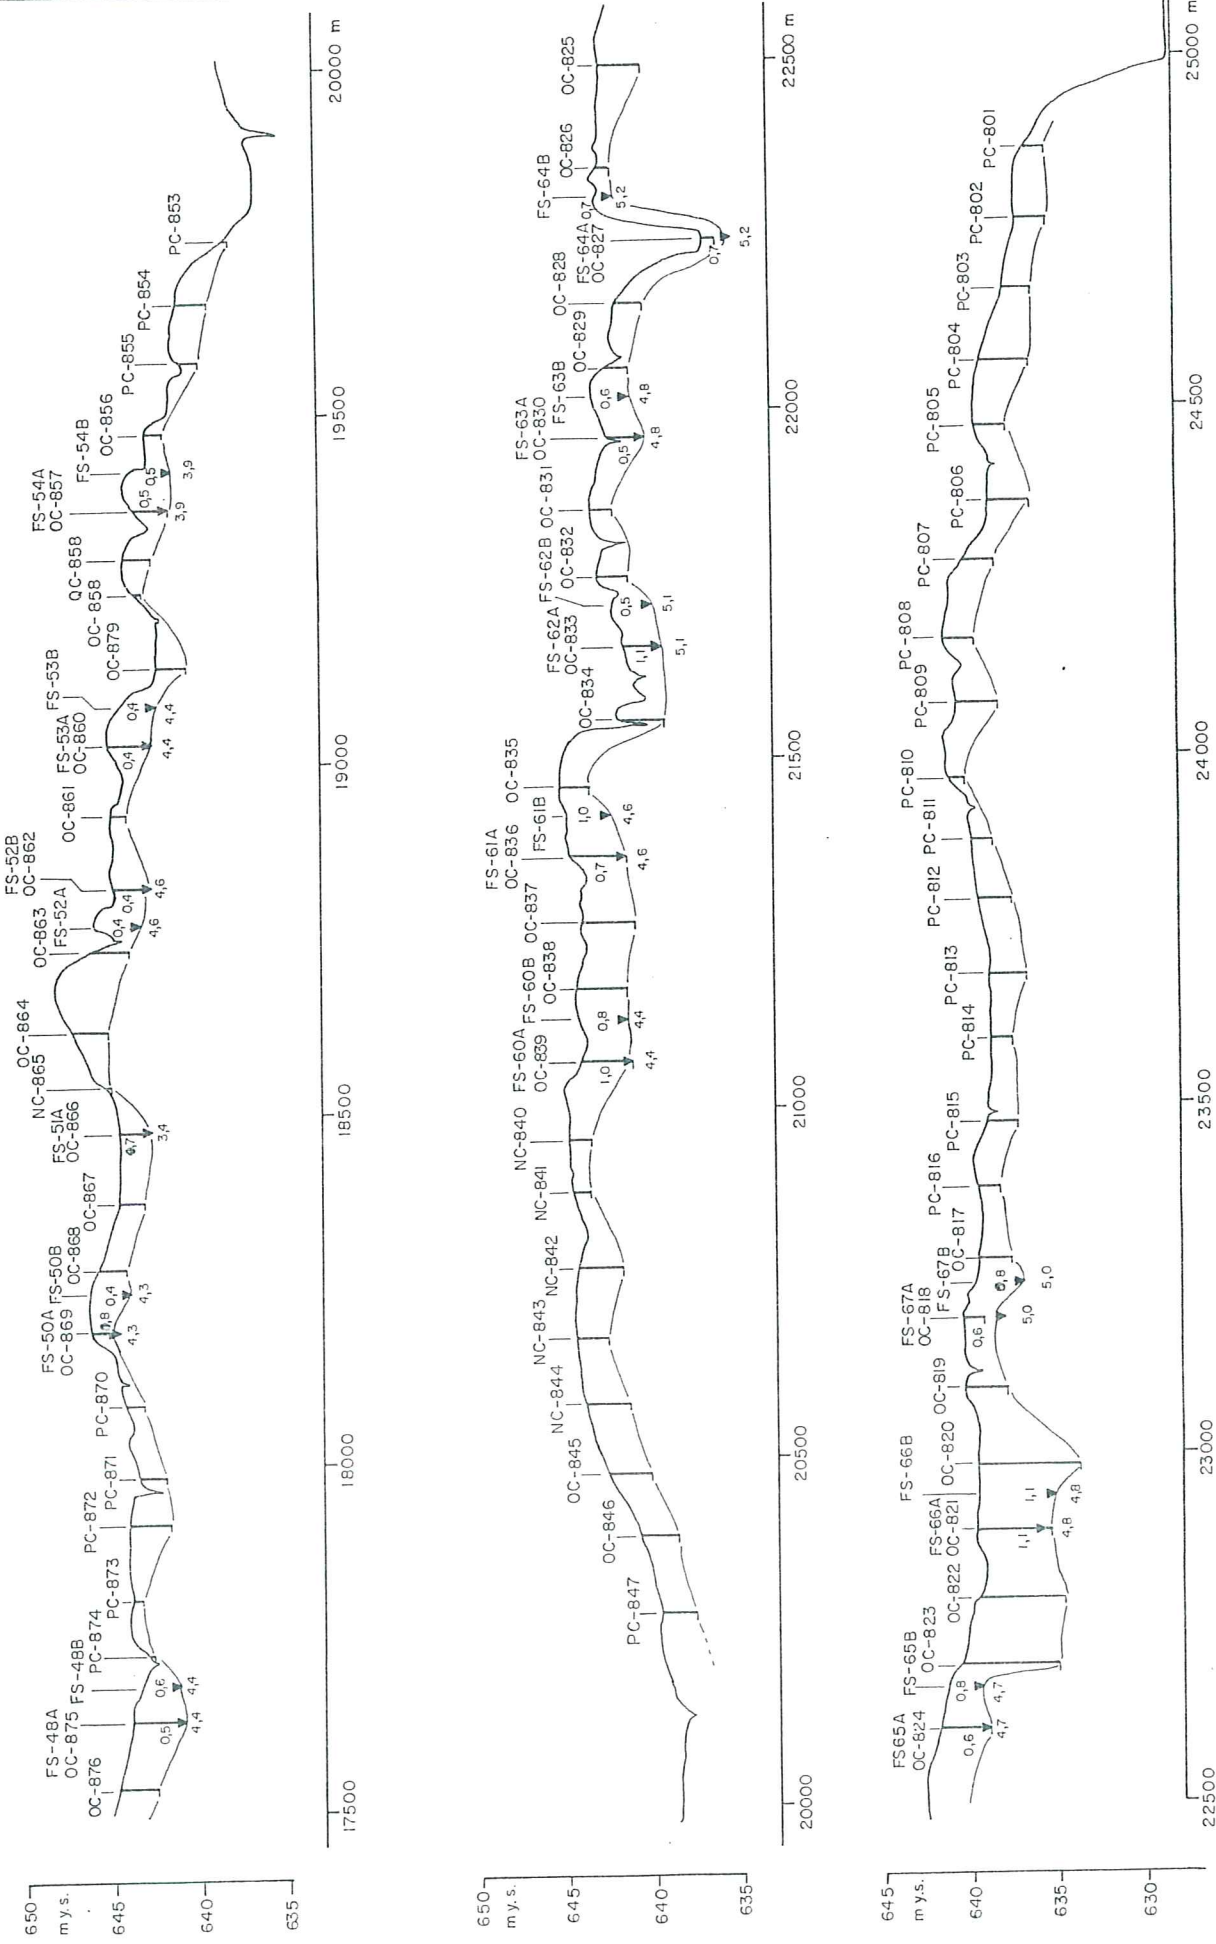 650
m y.s.
645
640
635
OC-876
FS-48A
OC-875
0,5
4,4
FS-48B
0,6
4,4
PC-874
PC-873
PC-872
PC-871
PC-870
FS-50A
OC-869
4,3
FS-50B
0,4
4,3
OC-868
OC-867
FS-51A
OC-866
0,7
3,4
NC-865
OC-864
OC-863
FS-52A
0,4
4,6
FS-52B
OC-862
0,4
4,6
OC-861
FS-53A
OC-860
0,4
4,4
FS-53B
0,4
4,4
OC-879
OC-858
QC-858
FS-54A
OC-857
0,5
3,9
FS-54B
0,5
3,9
OC-856
PC-855
PC-854
PC-853
17500
18000
18500
19000
19500
20000 m
650
m y.s.
645
640
635
PC-847
OC-846
OC-845
NC-844
NC-843
NC-842
NC-841
NC-840
FS-60A
OC-839
1,0
4,4
FS-60B
0,8
4,4
OC-838
OC-837
FS-61A
OC-836
0,7
4,6
FS-61B
1,0
4,6
OC-835
OC-834
FS-62A
OC-833
1,1
5,1
FS-62B
0,5
5,1
OC-832
OC-831
FS-63A
OC-830
0,5
4,8
FS-63B
0,6
4,8
OC-829
OC-828
FS-64A
OC-827
0,7
5,2
FS-64B
0,7
5,2
OC-826
OC-825
20000
20500
21000
21500
22000
22500 m
645
m y.s.
640
635
630
FS65A
OC-824
0,6
4,7
FS-65B
0,8
4,7
OC-823
OC-822
FS-66A
OC-821
1,1
4,8
FS-66B
1,1
4,8
OC-820
OC-819
FS-67A
OC-818
0,6
5,0
FS-67B
0,8
5,0
OC-817
PC-816
PC-815
PC-814
PC-813
PC-812
PC-811
PC-810
PC-809
PC-808
PC-807
PC-806
PC-805
PC-804
PC-803
PC-802
PC-801
22500
23000
23500
24000
24 500
25000 m